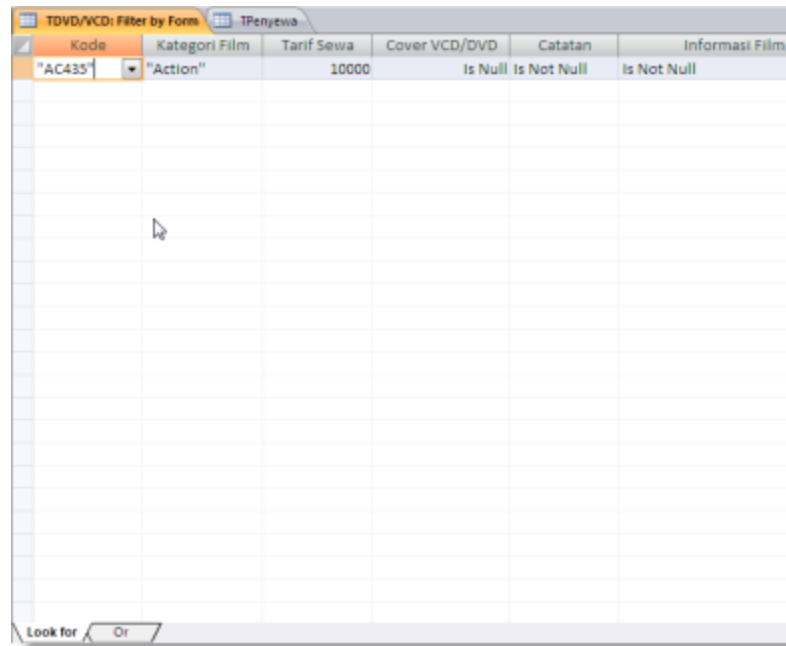 TDVD/VCD: Filter by Form TPenyewa
Kode Kategori Film Tarif Sewa Cover VCD/DVD Catatan Informasi Film
"AC435" "Action" 10000 Is Null Is Not Null Is Not Null
Look for Or